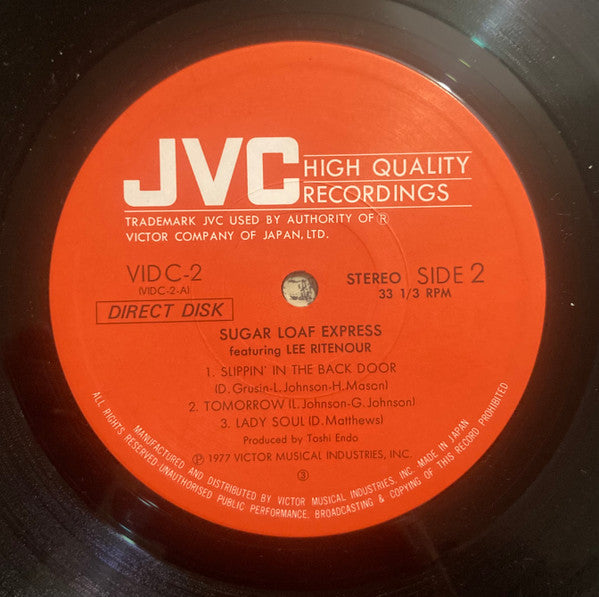 JVC HIGH QUALITY
RECORDINGS
TRADEMARK JVC USED BY AUTHORITY OF ®
VICTOR COMPANY OF JAPAN, LTD.
VIDC-2
(VIDC-2-A)
DIRECT DISK
STEREO SIDE 2
33 1/3 RPM
SUGAR LOAF EXPRESS
featuring LEE RITENOUR
1. SLIPPIN' IN THE BACK DOOR
(D. Grusin-L. Johnson-H. Mason)
2. TOMORROW (L. Johnson-G. Johnson)
3. LADY SOUL (D. Matthews)
Produced by Toshi Endo
℗ 1977 VICTOR MUSICAL INDUSTRIES, INC.
③
MANUFACTURED AND DISTRIBUTED BY VICTOR MUSICAL INDUSTRIES, INC. MADE IN JAPAN
ALL RIGHTS RESERVED. UNAUTHORISED PUBLIC PERFORMANCE, BROADCASTING & COPYING OF THIS RECORD PROHIBITED